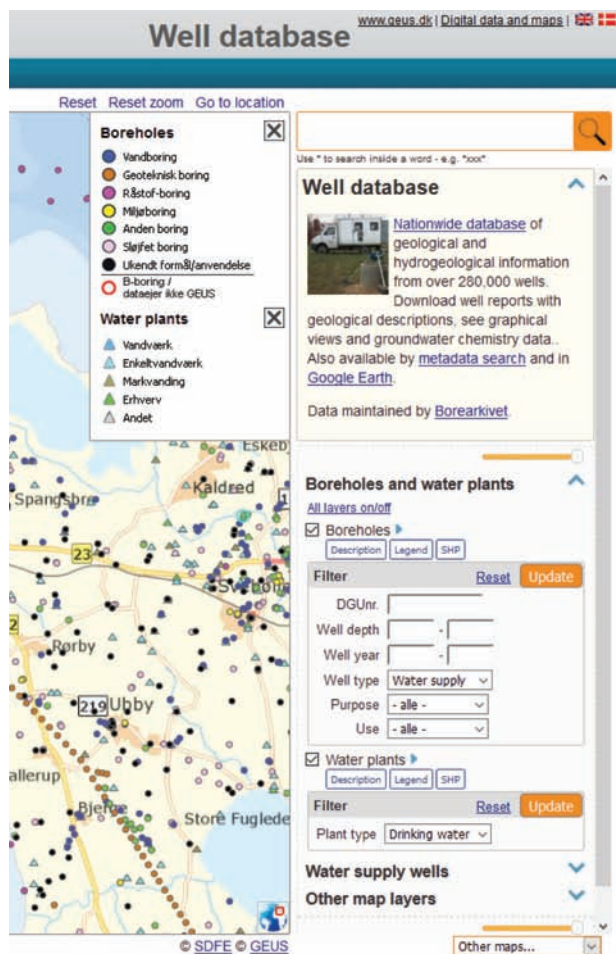 www.geus.dk | Digital data and maps |
Well database
Reset Reset zoom Go to location
Boreholes
Vandboring
Geoteknisk boring
Råstof-boring
Miljøboring
Anden boring
Sløjfet boring
Ukendt formål/anvendelse
B-boring /
dataejer ikke GEUS
Water plants
Vandværk
Enkeltvandværk
Markvanding
Erhverv
Andet
Eskeb
Kaldred
Spangsbro
1
23
Svebølle
2
Rørby
219 Ubby
allerup
Bjerge
Store Fuglede
© SDFE © GEUS
Use * to search inside a word - e.g. *xxx*
Well database
Nationwide database of
geological and
hydrogeological information
from over 280,000 wells.
Download well reports with
geological descriptions, see graphical
views and groundwater chemistry data..
Also available by metadata search and in
Google Earth.
Data maintained by Borearkivet.
Boreholes and water plants
All layers on/off
Boreholes
Description Legend SHP
Filter Reset Update
DGUnr.
Well depth -
Well year -
Well type Water supply
Purpose - alle -
Use - alle -
Water plants
Description Legend SHP
Filter Reset Update
Plant type Drinking water
Water supply wells
Other map layers
Other maps...